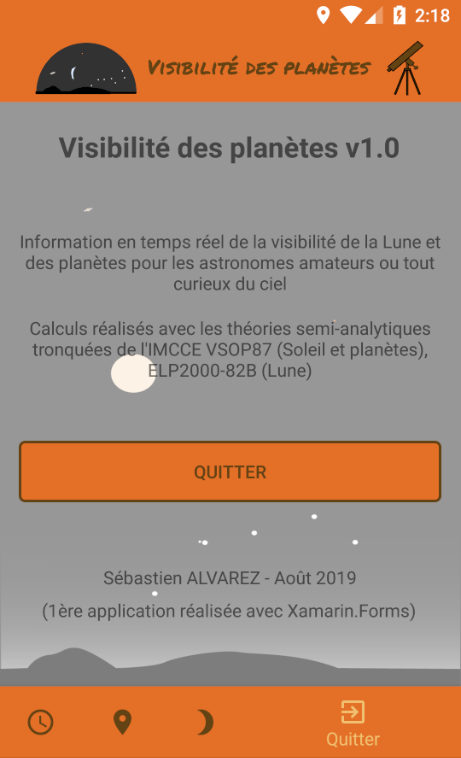 2:18
Visibilité des planètes
Visibilité des planètes v1.0
Information en temps réel de la visibilité de la Lune et
des planètes pour les astronomes amateurs ou tout
curieux du ciel
Calculs réalisés avec les théories semi-analytiques
tronquées de l'IMCCE VSOP87 (Soleil et planètes),
ELP2000-82B (Lune)
QUITTER
Sébastien ALVAREZ - Août 2019
(1ère application réalisée avec Xamarin.Forms)
Quitter